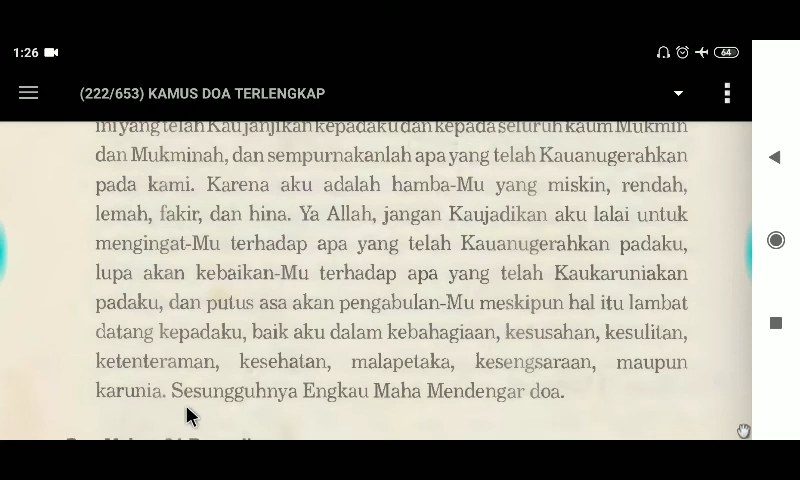 1:26
64
(222/653) KAMUS DOA TERLENGKAP
ini yang telah Kau janjikan kepadaku dan kepada seluruh kaum Mukmin
dan Mukminah, dan sempurnakanlah apa yang telah Kauanugerahkan
pada kami. Karena aku adalah hamba-Mu yang miskin, rendah,
lemah, fakir, dan hina. Ya Allah, jangan Kaujadikan aku lalai untuk
mengingat-Mu terhadap apa yang telah Kauanugerahkan padaku,
lupa akan kebaikan-Mu terhadap apa yang telah Kaukaruniakan
padaku, dan putus asa akan pengabulan-Mu meskipun hal itu lambat
datang kepadaku, baik aku dalam kebahagiaan, kesusahan, kesulitan,
ketenteraman, kesehatan, malapetaka, kesengsaraan, maupun
karunia. Sesungguhnya Engkau Maha Mendengar doa.